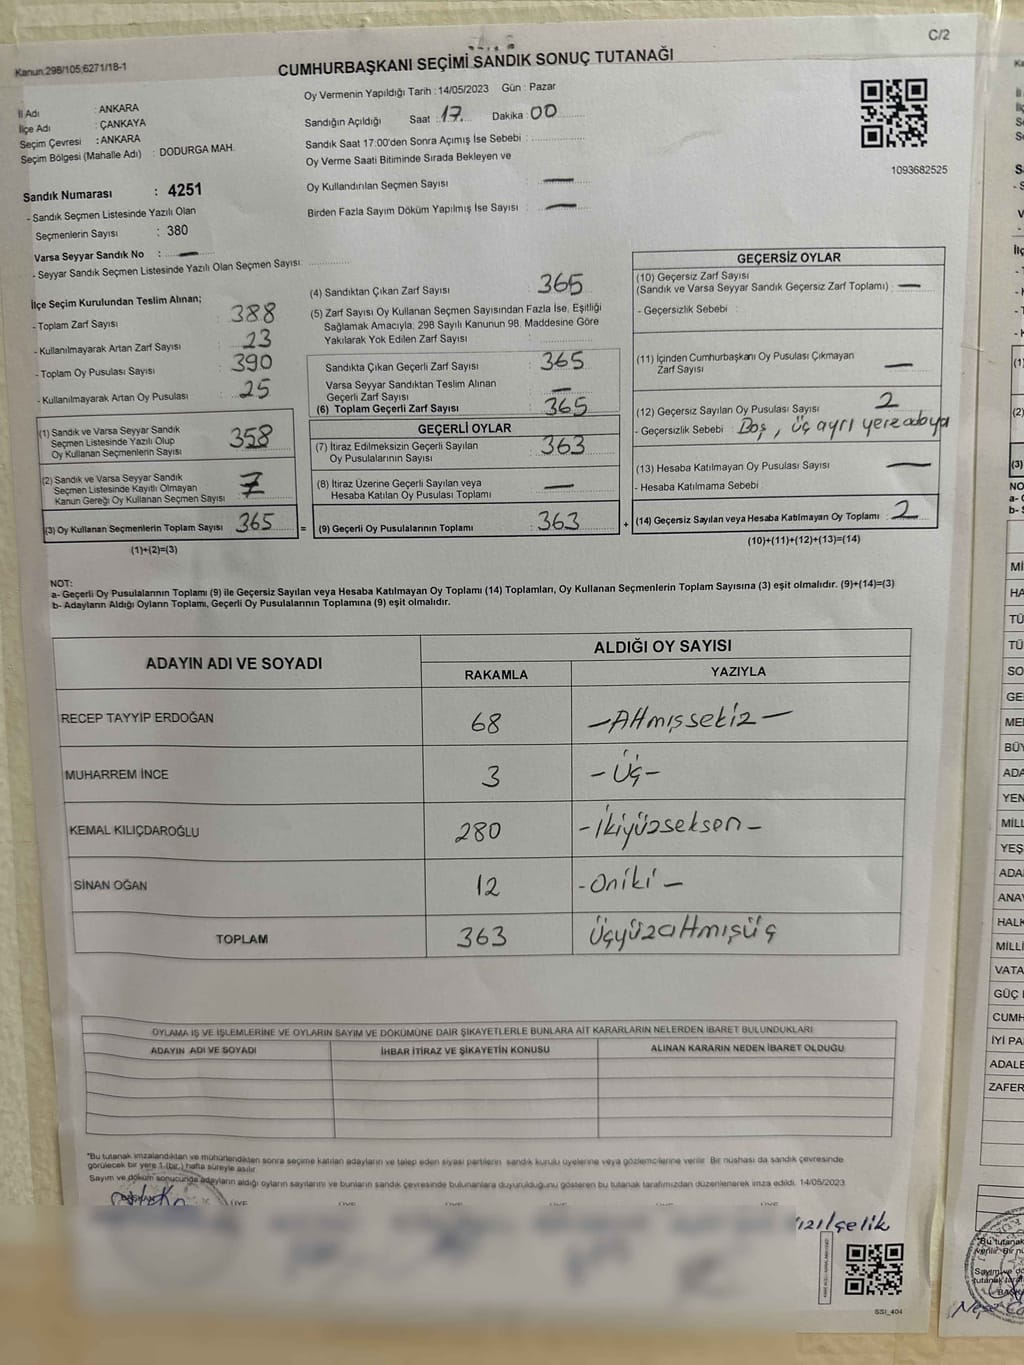 C/2
Kanun:298/105;6271/18-1
CUMHURBAŞKANI SEÇİMİ SANDIK SONUÇ TUTANAĞI
İl Adı : ANKARA
İlçe Adı : ÇANKAYA
Seçim Çevresi : ANKARA
Seçim Bölgesi (Mahalle Adı) : DODURGA MAH.
Sandık Numarası : 4251
- Sandık Seçmen Listesinde Yazılı Olan
Seçmenlerin Sayısı : 380
Varsa Seyyar Sandık No : —
- Seyyar Sandık Seçmen Listesinde Yazılı Olan Seçmen Sayısı:
Oy Vermenin Yapıldığı Tarih : 14/05/2023 Gün : Pazar
Sandığın Açıldığı Saat : 17. Dakika : 00
Sandık Saat 17:00'den Sonra Açımış İse Sebebi :
Oy Verme Saati Bitiminde Sırada Bekleyen ve
Oy Kullandırılan Seçmen Sayısı : —
Birden Fazla Sayım Döküm Yapılmış İse Sayısı : —
1093682525
İlçe Seçim Kurulundan Teslim Alınan;
- Toplam Zarf Sayısı : 388
- Kullanılmayarak Artan Zarf Sayısı : 23
- Toplam Oy Pusulası Sayısı : 390
- Kullanılmayarak Artan Oy Pusulası : 25
(1) Sandık ve Varsa Seyyar Sandık
Seçmen Listesinde Yazılı Olup
Oy Kullanan Seçmenlerin Sayısı 358
(2) Sandık ve Varsa Seyyar Sandık
Seçmen Listesinde Kayıtlı Olmayan
Kanun Gereği Oy Kullanan Seçmen Sayısı 7
(3) Oy Kullanan Seçmenlerin Toplam Sayısı 365 =
(1)+(2)=(3)
(4) Sandıktan Çıkan Zarf Sayısı : 365
(5) Zarf Sayısı Oy Kullanan Seçmen Sayısından Fazla İse, Eşitliği
Sağlamak Amacıyla; 298 Sayılı Kanunun 98. Maddesine Göre
Yakılarak Yok Edilen Zarf Sayısı :
Sandıkta Çıkan Geçerli Zarf Sayısı : 365
Varsa Seyyar Sandıktan Teslim Alınan
Geçerli Zarf Sayısı : —
(6) Toplam Geçerli Zarf Sayısı : 365
GEÇERLİ OYLAR
(7) İtiraz Edilmeksizin Geçerli Sayılan
Oy Pusulalarının Sayısı : 363
(8) İtiraz Üzerine Geçerli Sayılan veya
Hesaba Katılan Oy Pusulası Toplamı : —
(9) Geçerli Oy Pusulalarının Toplamı : 363 +
GEÇERSİZ OYLAR
(10) Geçersiz Zarf Sayısı
(Sandık ve Varsa Seyyar Sandık Geçersiz Zarf Toplamı) : —
- Geçersizlik Sebebi :
(11) İçinden Cumhurbaşkanı Oy Pusulası Çıkmayan
Zarf Sayısı : —
(12) Geçersiz Sayılan Oy Pusulası Sayısı : 2
- Geçersizlik Sebebi : Boş, üç ayrı yere adaya
(13) Hesaba Katılmayan Oy Pusulası Sayısı : —
- Hesaba Katılmama Sebebi :
(14) Geçersiz Sayılan veya Hesaba Katılmayan Oy Toplamı : 2
(10)+(11)+(12)+(13)=(14)
NOT:
a- Geçerli Oy Pusulalarının Toplamı (9) ile Geçersiz Sayılan veya Hesaba Katılmayan Oy Toplamı (14) Toplamları, Oy Kullanan Seçmenlerin Toplam Sayısına (3) eşit olmalıdır. (9)+(14)=(3)
b- Adayların Aldığı Oyların Toplamı, Geçerli Oy Pusulalarının Toplamına (9) eşit olmalıdır.
ADAYIN ADI VE SOYADI
ALDIĞI OY SAYISI
RAKAMLA YAZIYLA
RECEP TAYYİP ERDOĞAN 68 —Altmışsekiz—
MUHARREM İNCE 3 —Üç—
KEMAL KILIÇDAROĞLU 280 —İkiyüzseksen—
SİNAN OĞAN 12 —Oniki—
TOPLAM 363 Üçyüzaltmışüç
OYLAMA İŞ VE İŞLEMLERİNE VE OYLARIN SAYIM VE DÖKÜMÜNE DAİR ŞİKAYETLERLE BUNLARA AİT KARARLARIN NELERDEN İBARET BULUNDUKLARI
ADAYIN ADI VE SOYADI İHBAR İTİRAZ VE ŞİKAYETİN KONUSU ALINAN KARARIN NEDEN İBARET OLDUĞU
*Bu tutanak imzalandıktan ve mühürlendikten sonra seçime katılan adayların ve talep eden siyasi partilerin sandık kurulu üyelerine veya gözlemcilerine verilir. Bir nüshası da sandık çevresinde
görülecek bir yere 1 (bir) hafta süreyle asılır.
Sayım ve döküm sonucunda adayların aldığı oyların sayılarını ve bunların sandık çevresinde bulunanlara duyurulduğunu gösteren bu tutanak tarafımızdan düzenlenerek imza edildi. 14/05/2023
SSI_404